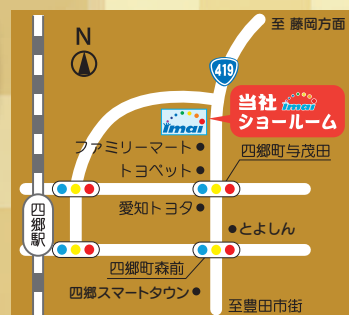 至 藤岡方面
N
419
当社 imai
ショールーム
imai
ファミリーマート
四郷町与茂田
トヨペット
四郷駅
愛知トヨタ
とよしん
四郷町森前
四郷スマートタウン
至豊田市街